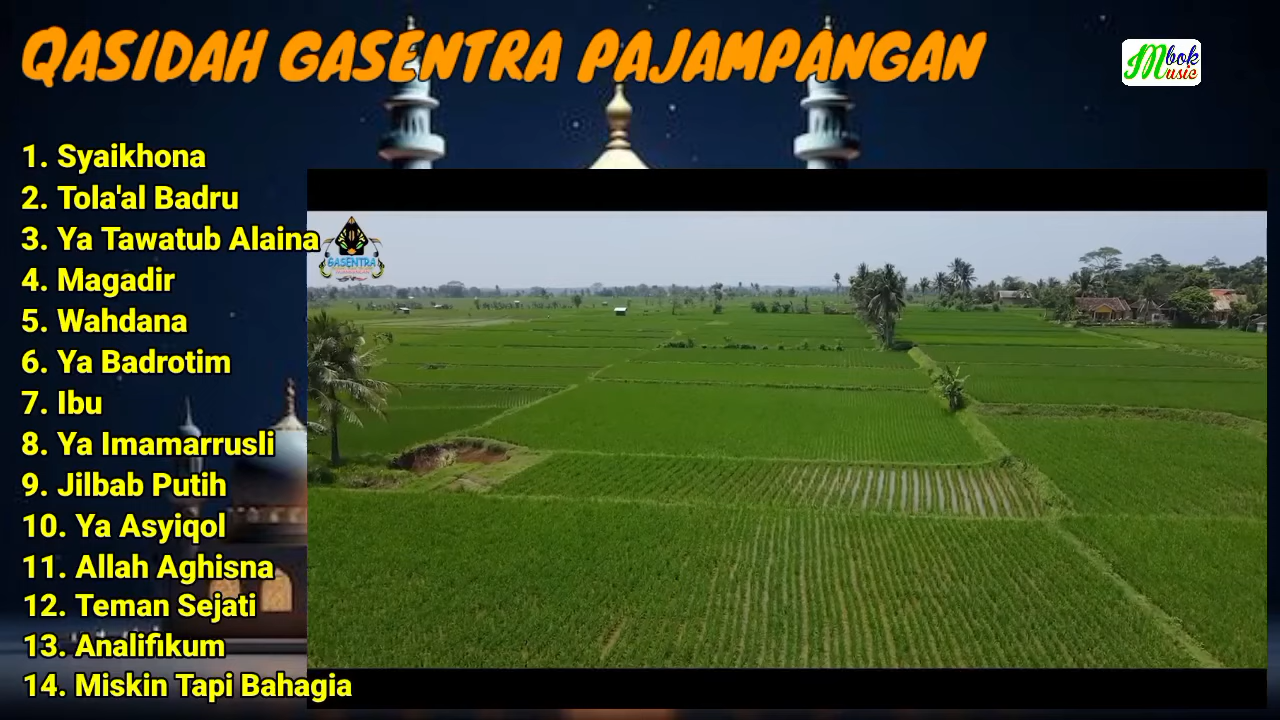 QASIDAH GASENTRA PAJAMPANGAN
Mbok
Music
1. Syaikhona
2. Tola'al Badru
3. Ya Tawatub Alaina
4. Magadir
5. Wahdana
6. Ya Badrotim
7. Ibu
8. Ya Imamarrusli
9. Jilbab Putih
10. Ya Asyiqol
11. Allah Aghisna
12. Teman Sejati
13. Analifikum
14. Miskin Tapi Bahagia
GASENTRA